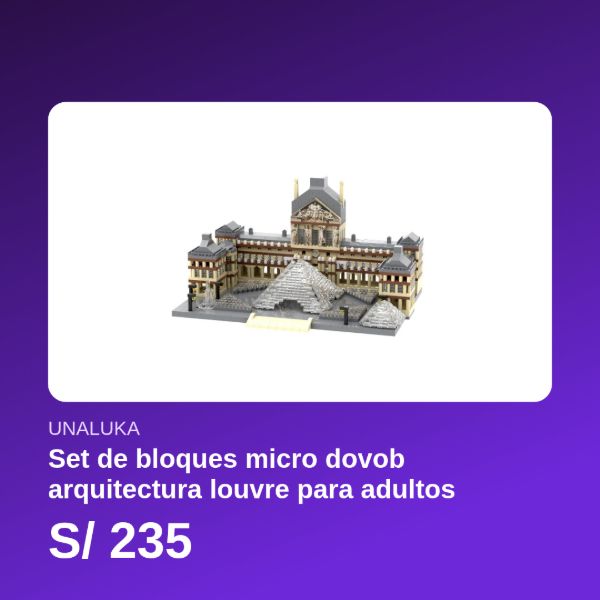 UNALUKA
Set de bloques micro dovob
arquitectura louvre para adultos
S/ 235